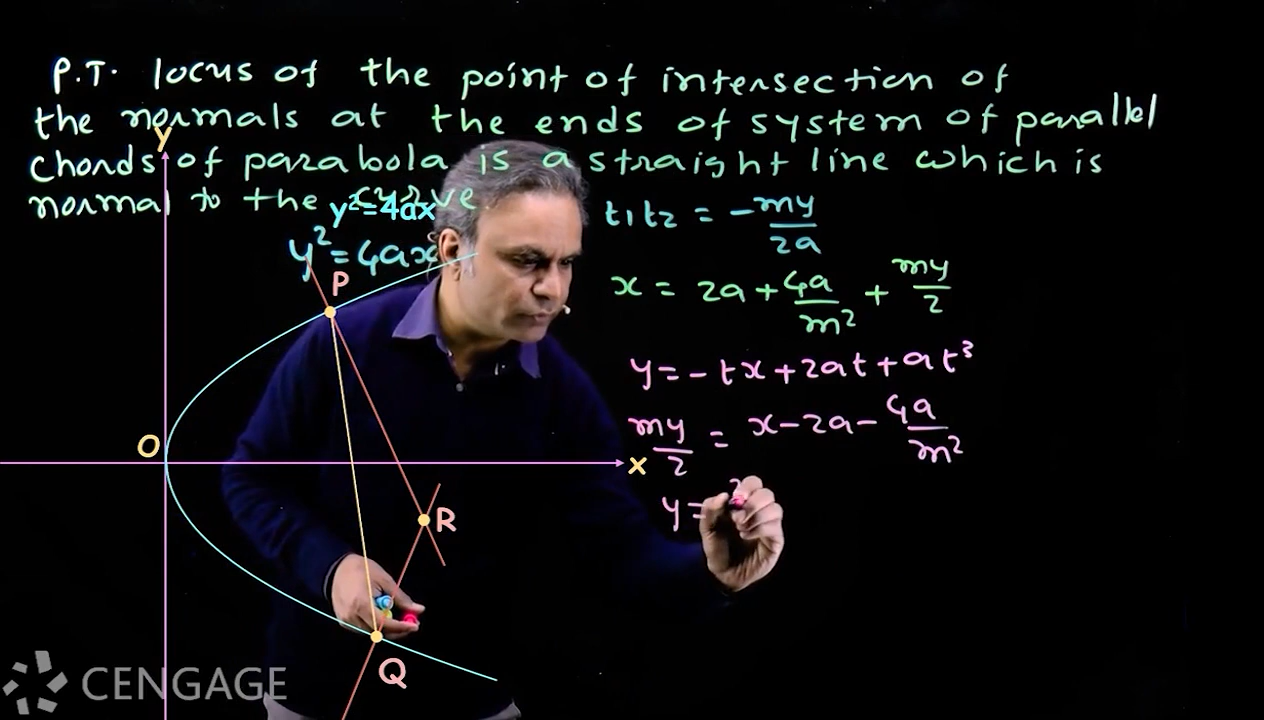 P.T. locus of the point of intersection of
the normals at the ends of system of parallel
chords of parabola is a straight line which is
normal to the curve.
y²=4ax
y² = 4ax
t₁t₂ = -my/2a
x = 2a + 4a/m² + my/2
y = -tx + 2at + at³
my/2 = x - 2a - 4a/m²
y =
Y
P
O
X
R
Q
CENGAGE